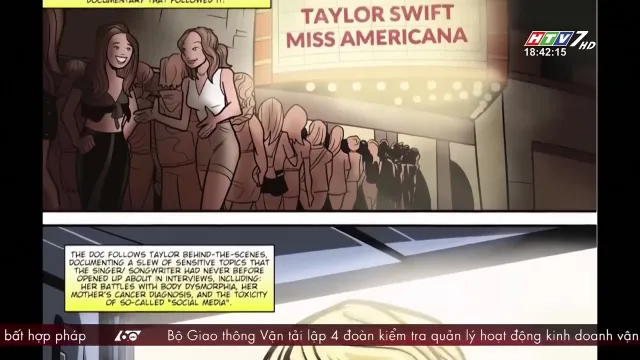 DOCUMENTARY THAT FOLLOWED IT.
TAYLOR SWIFT
MISS AMERICANA
HTV7 HD
18:42:15
THE DOC FOLLOWS TAYLOR BEHIND-THE-SCENES,
DOCUMENTING A SLEW OF SENSITIVE TOPICS THAT
THE SINGER/ SONGWRITER HAD NEVER BEFORE
OPENED UP ABOUT IN INTERVIEWS, INCLUDING:
HER BATTLES WITH BODY DYSMORPHIA, HER
MOTHER'S CANCER DIAGNOSIS, AND THE TOXICITY
OF SO-CALLED "SOCIAL MEDIA".
bất hợp pháp 60 Bộ Giao thông Vận tải lập 4 đoàn kiểm tra quản lý hoạt động kinh doanh vận